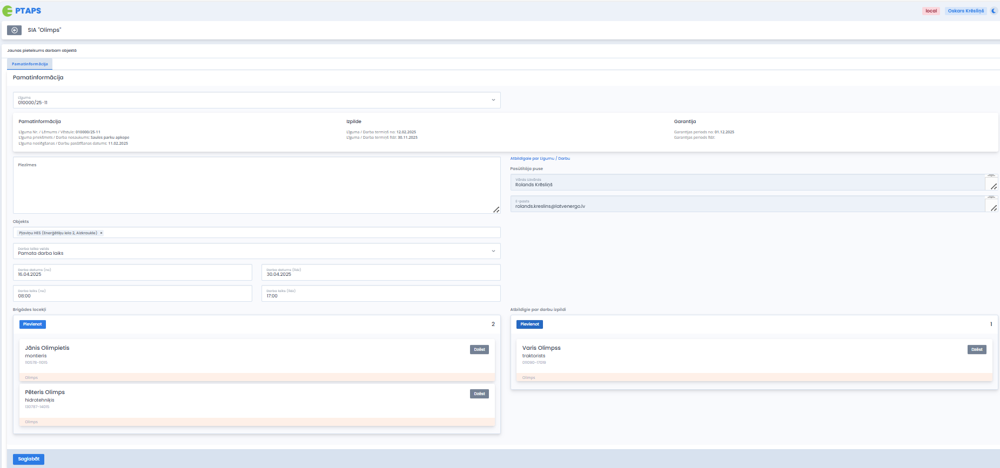 PTAPS
local
Oskars Krēsliņš
SIA "Olimps"
Jaunas pieteikums darbam objektā
Pamatinformācija
Pamatinformācija
Līgums
010000/25-11
Pamatinformācija
Līguma Nr. / Lēmums / Vēstule: 010000/25-11
Līguma priekšmets / Darba nosaukums: Saules parku apkope
Līguma noslēgšanas / Darbu pasūtīšanas datums: 11.02.2025
Izpilde
Līguma / Darba termiņš no: 12.02.2025
Līguma / Darba termiņš līdz: 30.11.2025
Garantija
Garantijas periods no: 01.12.2025
Garantijas periods līdz:
Piezīmes
Atbildīgaie par Līgumu / Darbu
Pasūtītāja puse
Vārds Uzvārds
Rolands Krēsliņš
E-pasts
rolands.kreslins@latvenergo.lv
Objekts
Pļaviņu HES (Enerģētiķu iela 2, Aizkraukle) ×
Darba laika veids
Pamata darba laiks
Darba datums (no)
16.04.2025
Darba datums (līdz)
30.04.2025
Darba laiks (no)
08:00
Darba laiks (līdz)
17:00
Brigādes locekļi
Pievienot
2
Jānis Olimpietis
Dzēst
montieris
110578-11015
Olimps
Pēteris Olimps
Dzēst
hidrotehniķis
130787-14015
Olimps
Atbildīgie par darbu izpildi
Pievienot
1
Varis Olimpss
Dzēst
traktorists
011090-17019
Olimps
Saglabāt